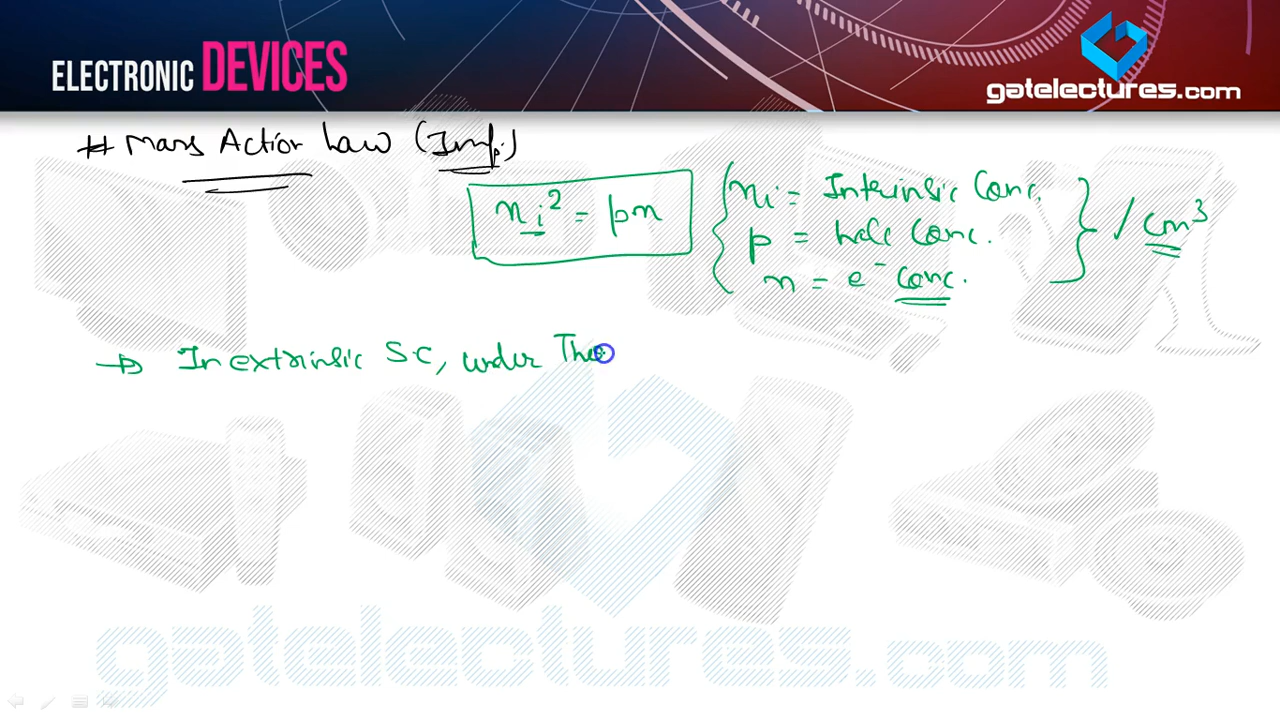 ELECTRONIC DEVICES
gatelectures.com
# Mass Action Law (Imp.)
ni² = pn
ni = Intrinsic Conc.
p = hole Conc.
n = e⁻ conc.
/ cm³
→ In extrinsic S.C, under The
gatelectures.com